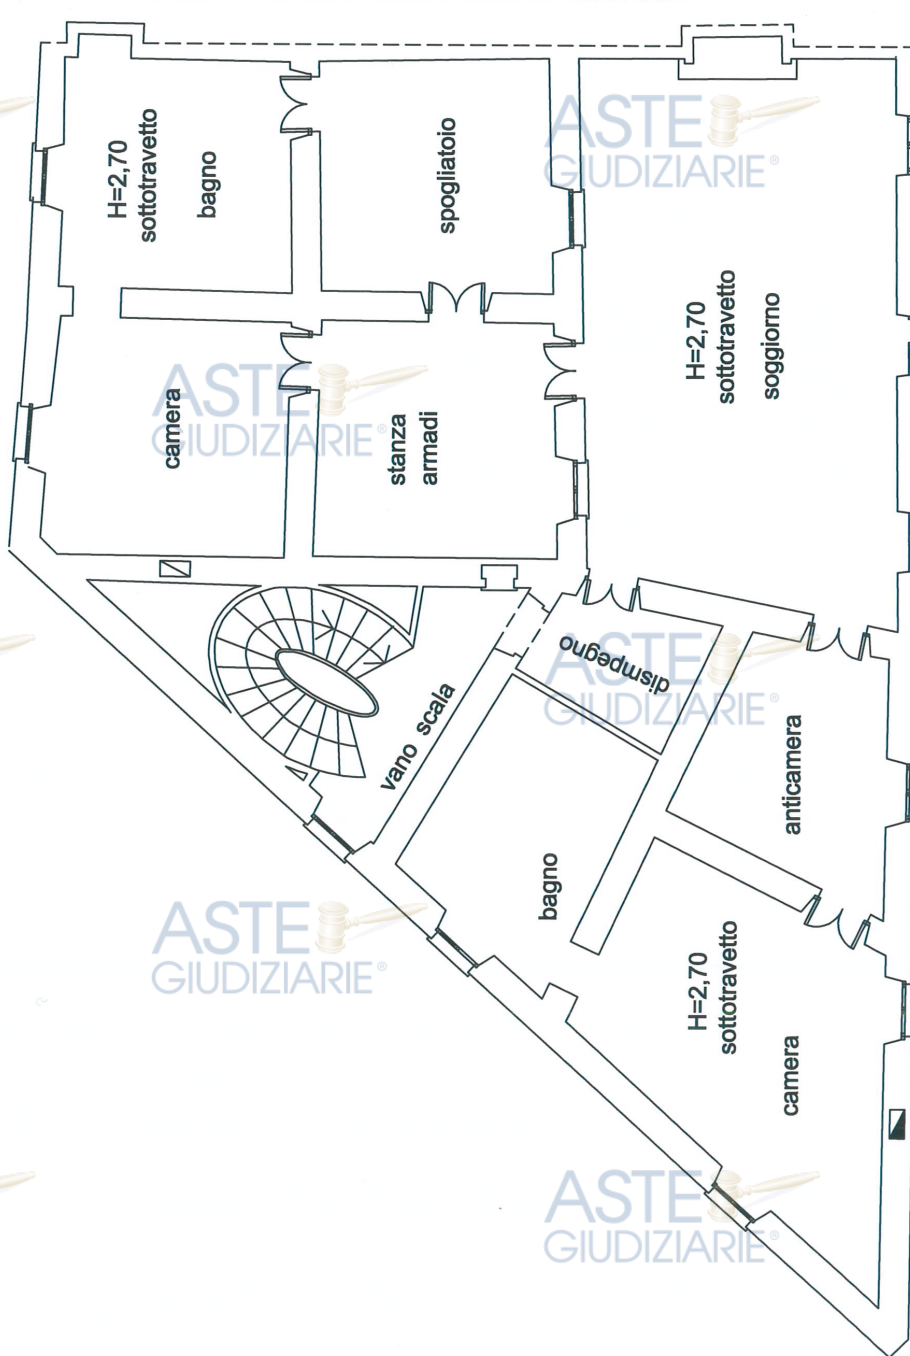 H=2,70
sottotravetto
bagno
spogliatoio
ASTE
GIUDIZIARIE®
H=2,70
sottotravetto
soggiorno
camera
ASTE
GIUDIZIARIE®
stanza
armadi
dismpegno
ASTE
GIUDIZIARIE®
vano scala
anticamera
bagno
ASTE
GIUDIZIARIE®
H=2,70
sottotravetto
camera
ASTE
GIUDIZIARIE®